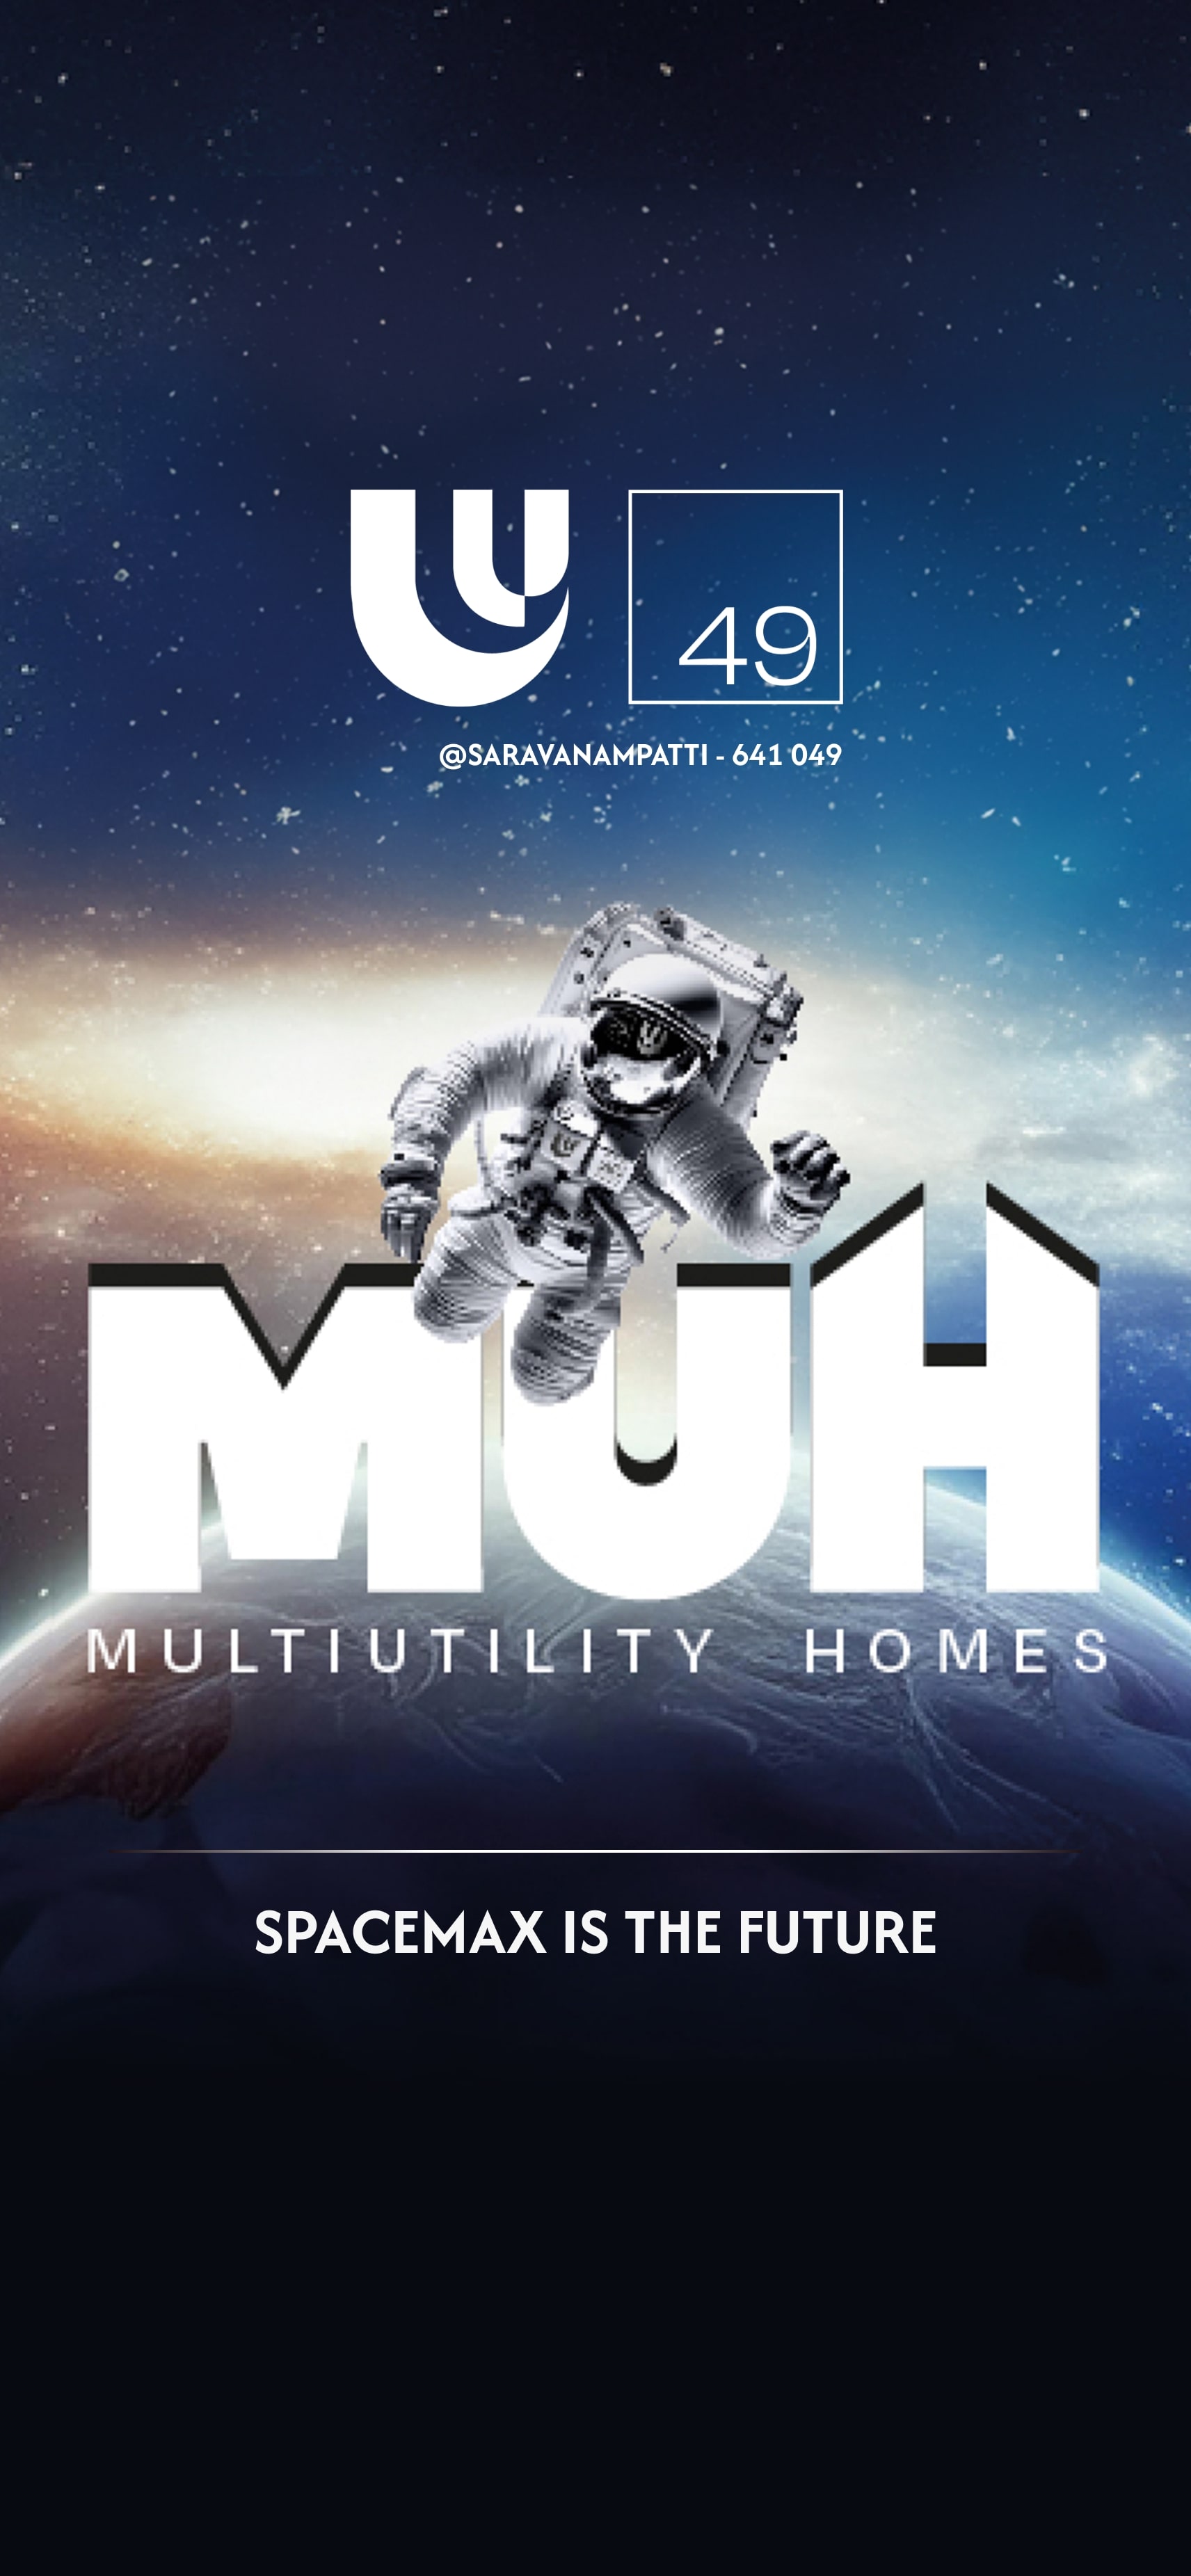 U 49
@SARAVANAMPATTI - 641 049
MUH
MULTIUTILITY HOMES
SPACEMAX IS THE FUTURE